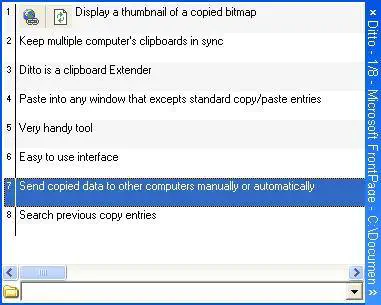 1 Display a thumbnail of a copied bitmap
2 Keep multiple computer's clipboards in sync
3 Ditto is a clipboard Extender
4 Paste into any window that excepts standard copy/paste entries
5 Very handy tool
6 Easy to use interface
7 Send copied data to other computers manually or automatically
8 Search previous copy entries
Ditto - 1/8 - Microsoft FrontPage - C:\Documen